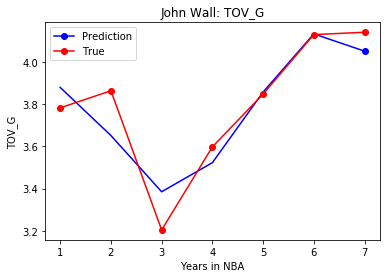 John Wall: TOV_G
Prediction
True
TOV_G
4.0
3.8
3.6
3.4
3.2
1 2 3 4 5 6 7
Years in NBA